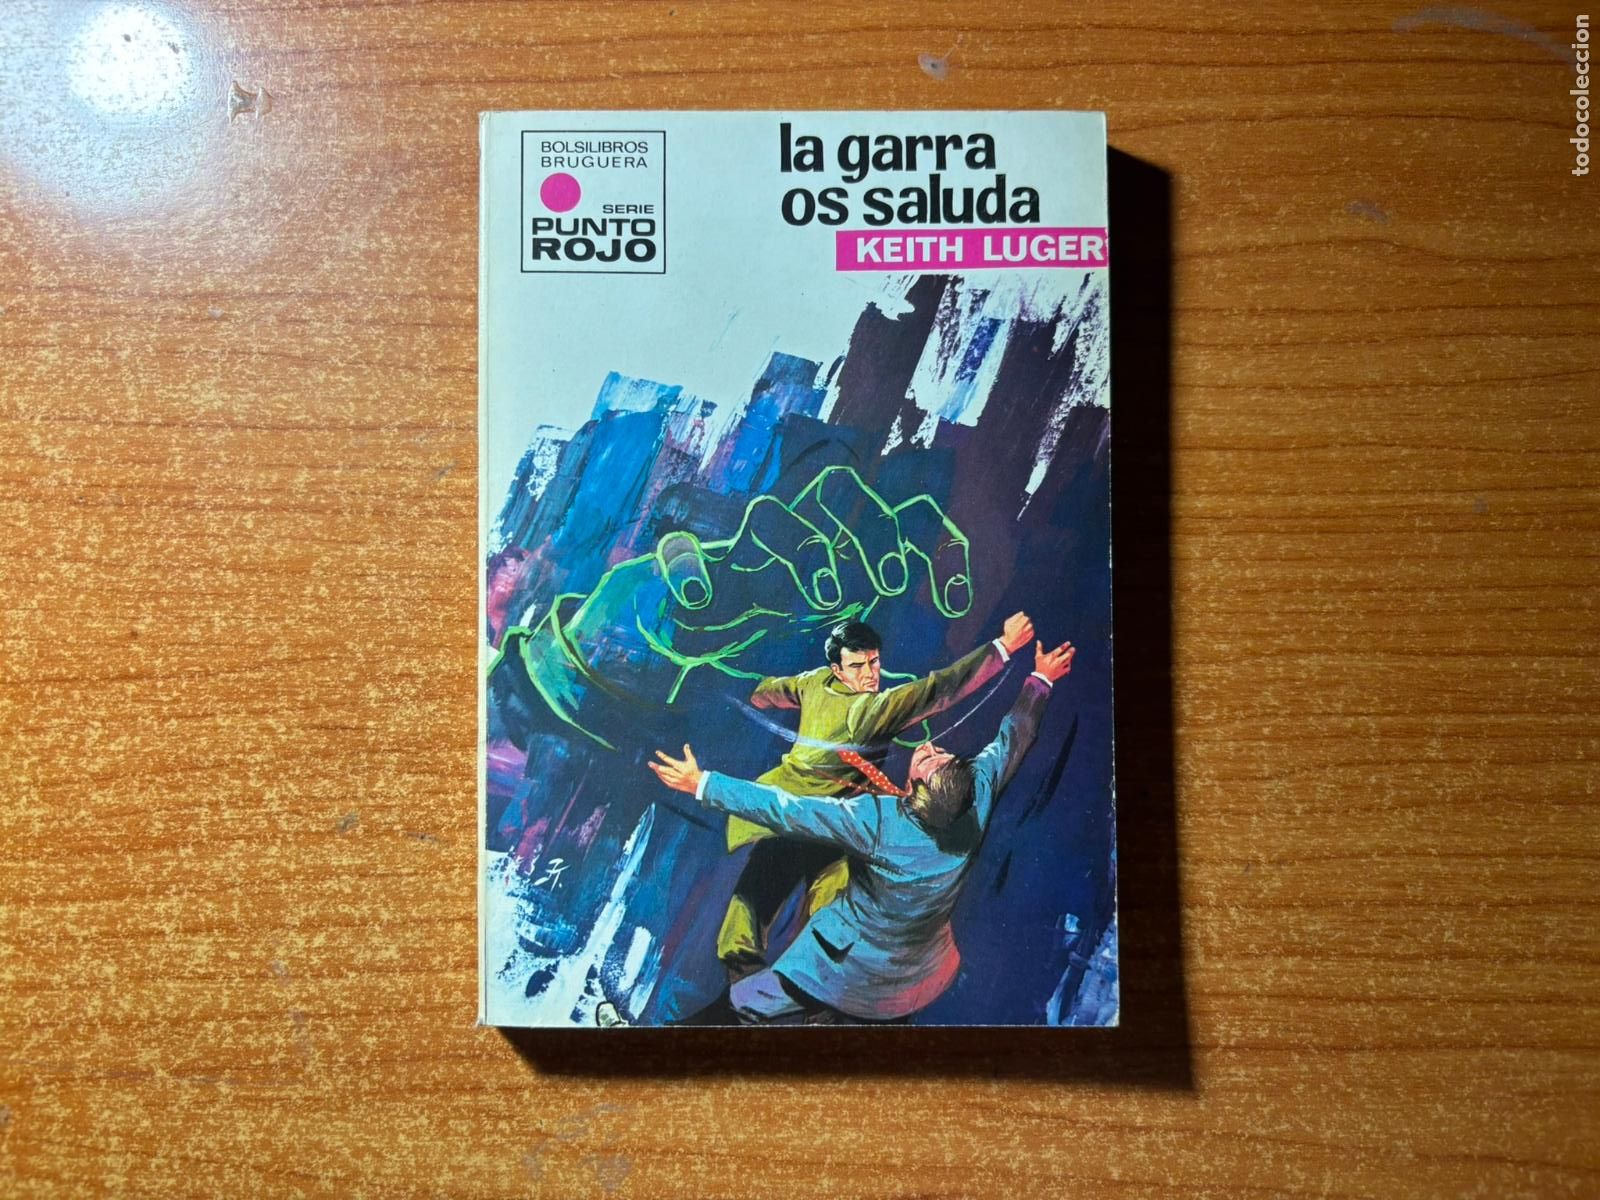 BOLSILIBROS
BRUGUERA
SERIE
PUNTO
ROJO
la garra
os saluda
KEITH LUGER
todocoleccion